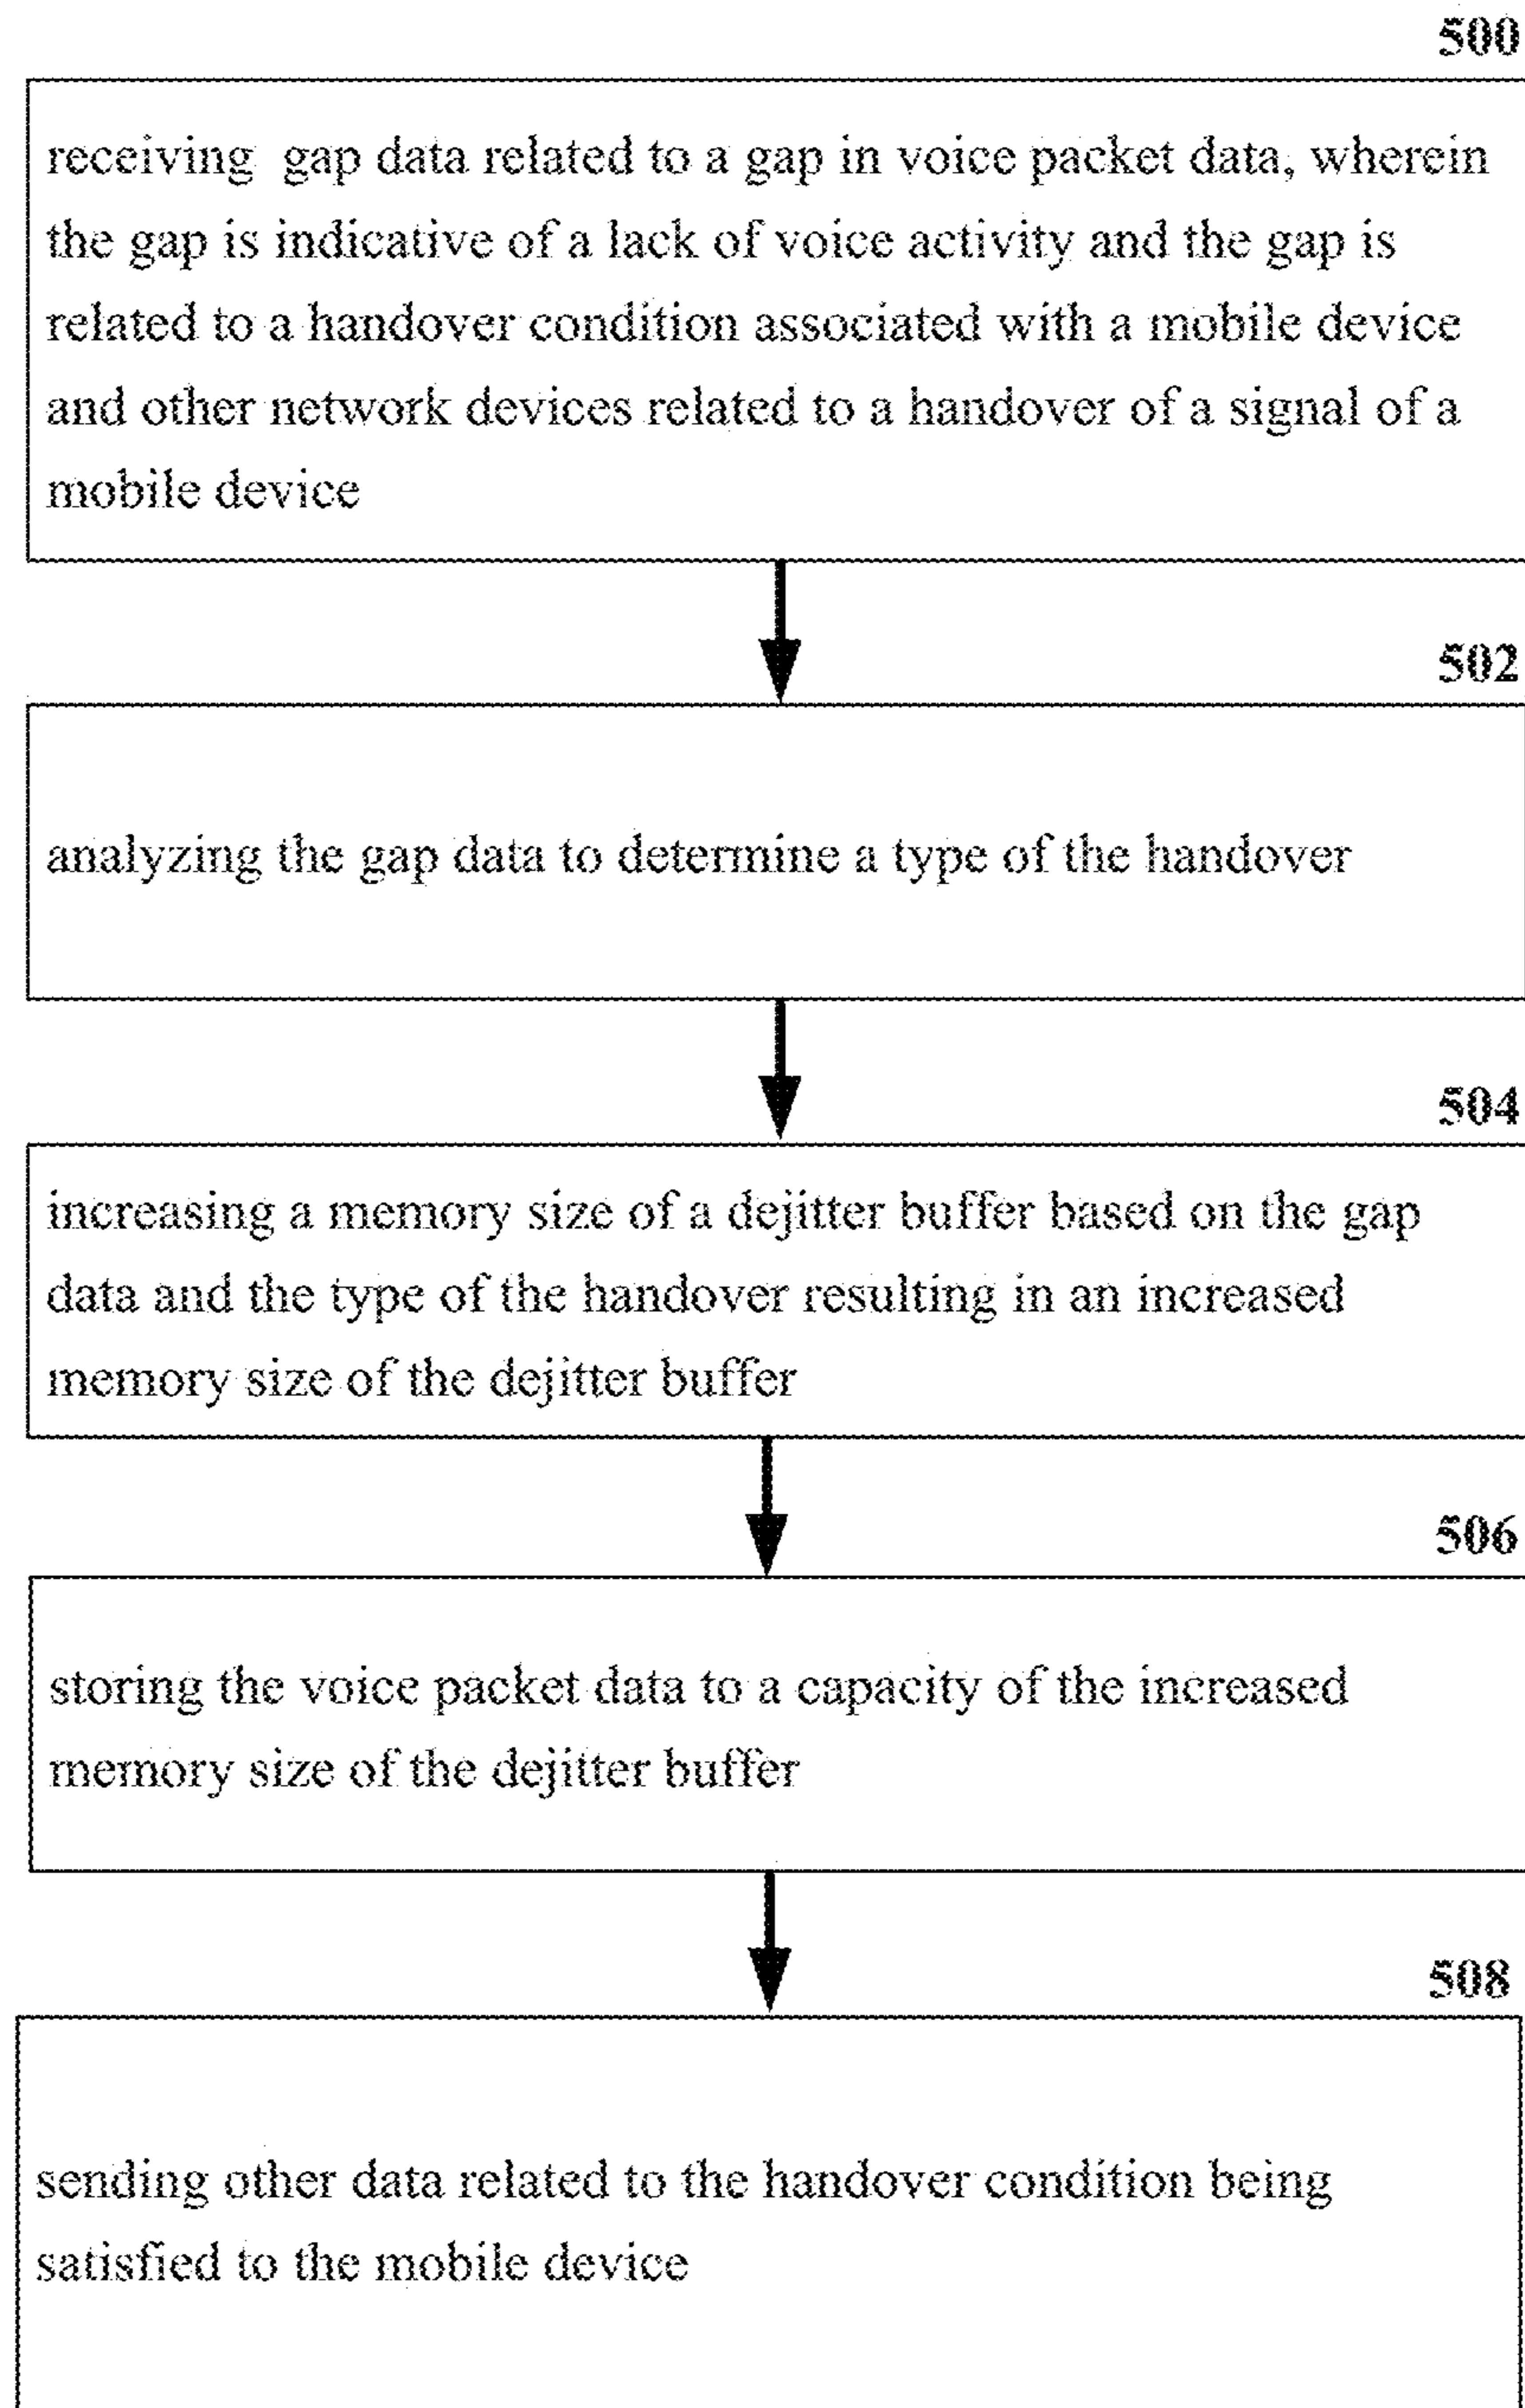 500
receiving gap data related to a gap in voice packet data, wherein
the gap is indicative of a lack of voice activity and the gap is
related to a handover condition associated with a mobile device
and other network devices related to a handover of a signal of a
mobile device
502
analyzing the gap data to determine a type of the handover
504
increasing a memory size of a dejitter buffer based on the gap
data and the type of the handover resulting in an increased
memory size of the dejitter buffer
506
storing the voice packet data to a capacity of the increased
memory size of the dejitter buffer
508
sending other data related to the handover condition being
satisfied to the mobile device